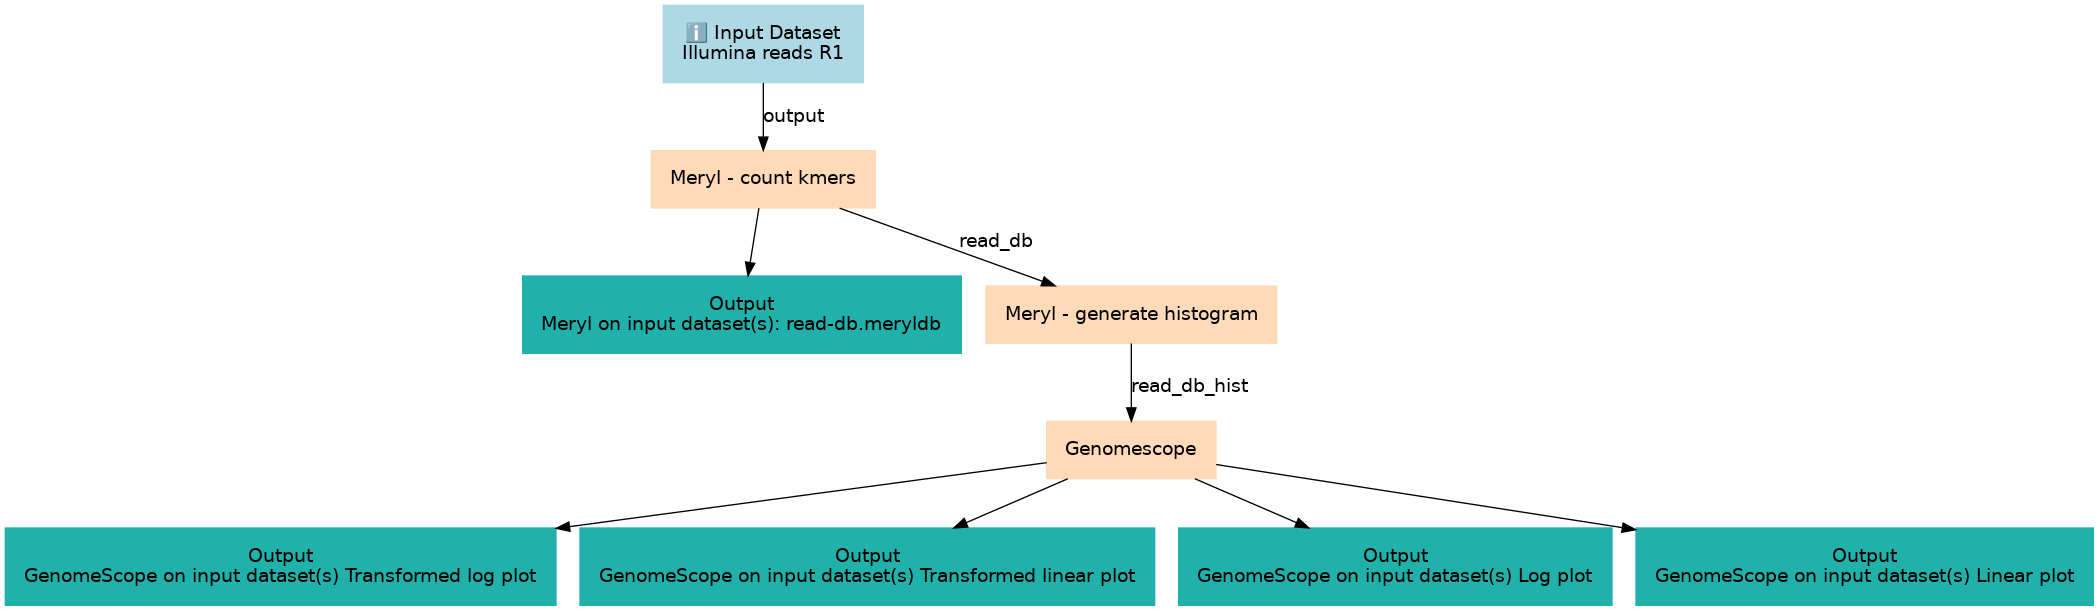 ℹ️ Input Dataset
Illumina reads R1
output
Meryl - count kmers
read_db
Output
Meryl on input dataset(s): read-db.meryldb
Meryl - generate histogram
read_db_hist
Genomescope
Output
GenomeScope on input dataset(s) Transformed log plot
Output
GenomeScope on input dataset(s) Transformed linear plot
Output
GenomeScope on input dataset(s) Log plot
Output
GenomeScope on input dataset(s) Linear plot